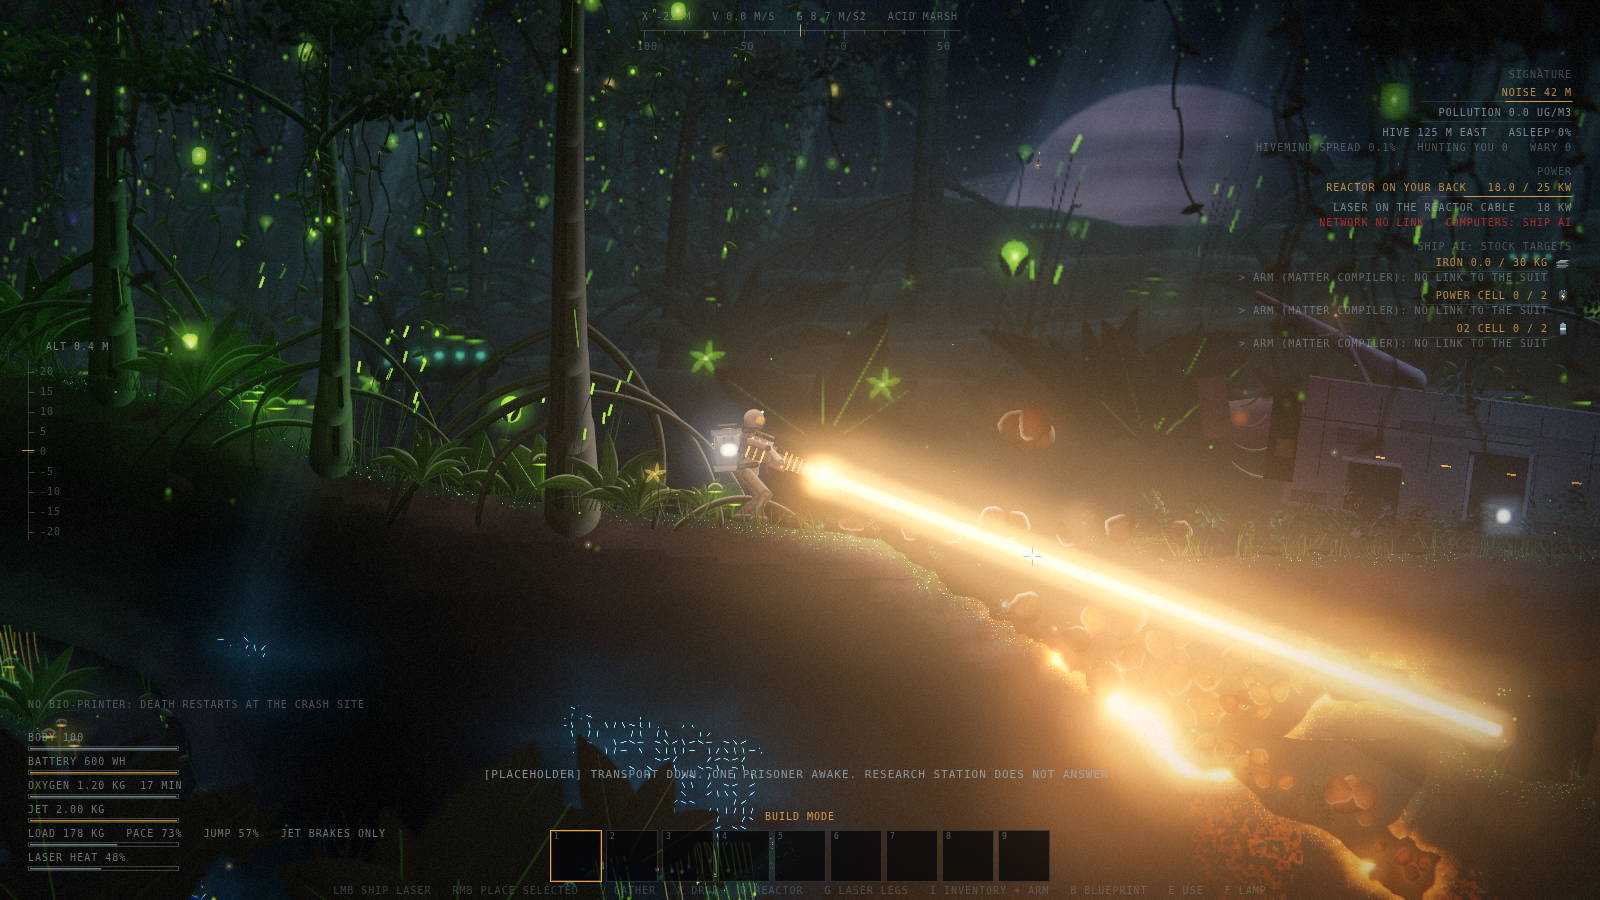 V 0.0 M/S G 8.7 M/S2 ACID MARSH
-100 -50 0 50
SIGNATURE
NOISE 42 M
POLLUTION 0.0 UG/M3
HIVE 125 M EAST ASLEEP 0%
HIVEMIND SPREAD 0.1% HUNTING YOU 0 WARY 0
POWER
REACTOR ON YOUR BACK 18.0 / 25 KW
LASER ON THE REACTOR CABLE 18 KW
NETWORK NO LINK COMPUTERS: SHIP AI
SHIP AI: STOCK TARGETS
IRON 0.0 / 30 KG
> ARM (MATTER COMPILER): NO LINK TO THE SUIT
POWER CELL 0 / 2
> ARM (MATTER COMPILER): NO LINK TO THE SUIT
O2 CELL 0 / 2
> ARM (MATTER COMPILER): NO LINK TO THE SUIT
ALT 0.4 M
20
15
10
5
0
-5
-10
-15
-20
NO BIO-PRINTER: DEATH RESTARTS AT THE CRASH SITE
BODY 100
BATTERY 600 WH
OXYGEN 1.20 KG 17 MIN
JET 2.00 KG
LOAD 178 KG PACE 73% JUMP 57% JET BRAKES ONLY
LASER HEAT 48%
[PLACEHOLDER] TRANSPORT DOWN. ONE PRISONER AWAKE. RESEARCH STATION DOES NOT ANSWER.
BUILD MODE
1 2 3 4 5 6 7 8 9
LMB SHIP LASER RMB PLACE SELECTED GATHER DROP REACTOR G LASER LEGS I INVENTORY + ARM B BLUEPRINT E USE F LAMP